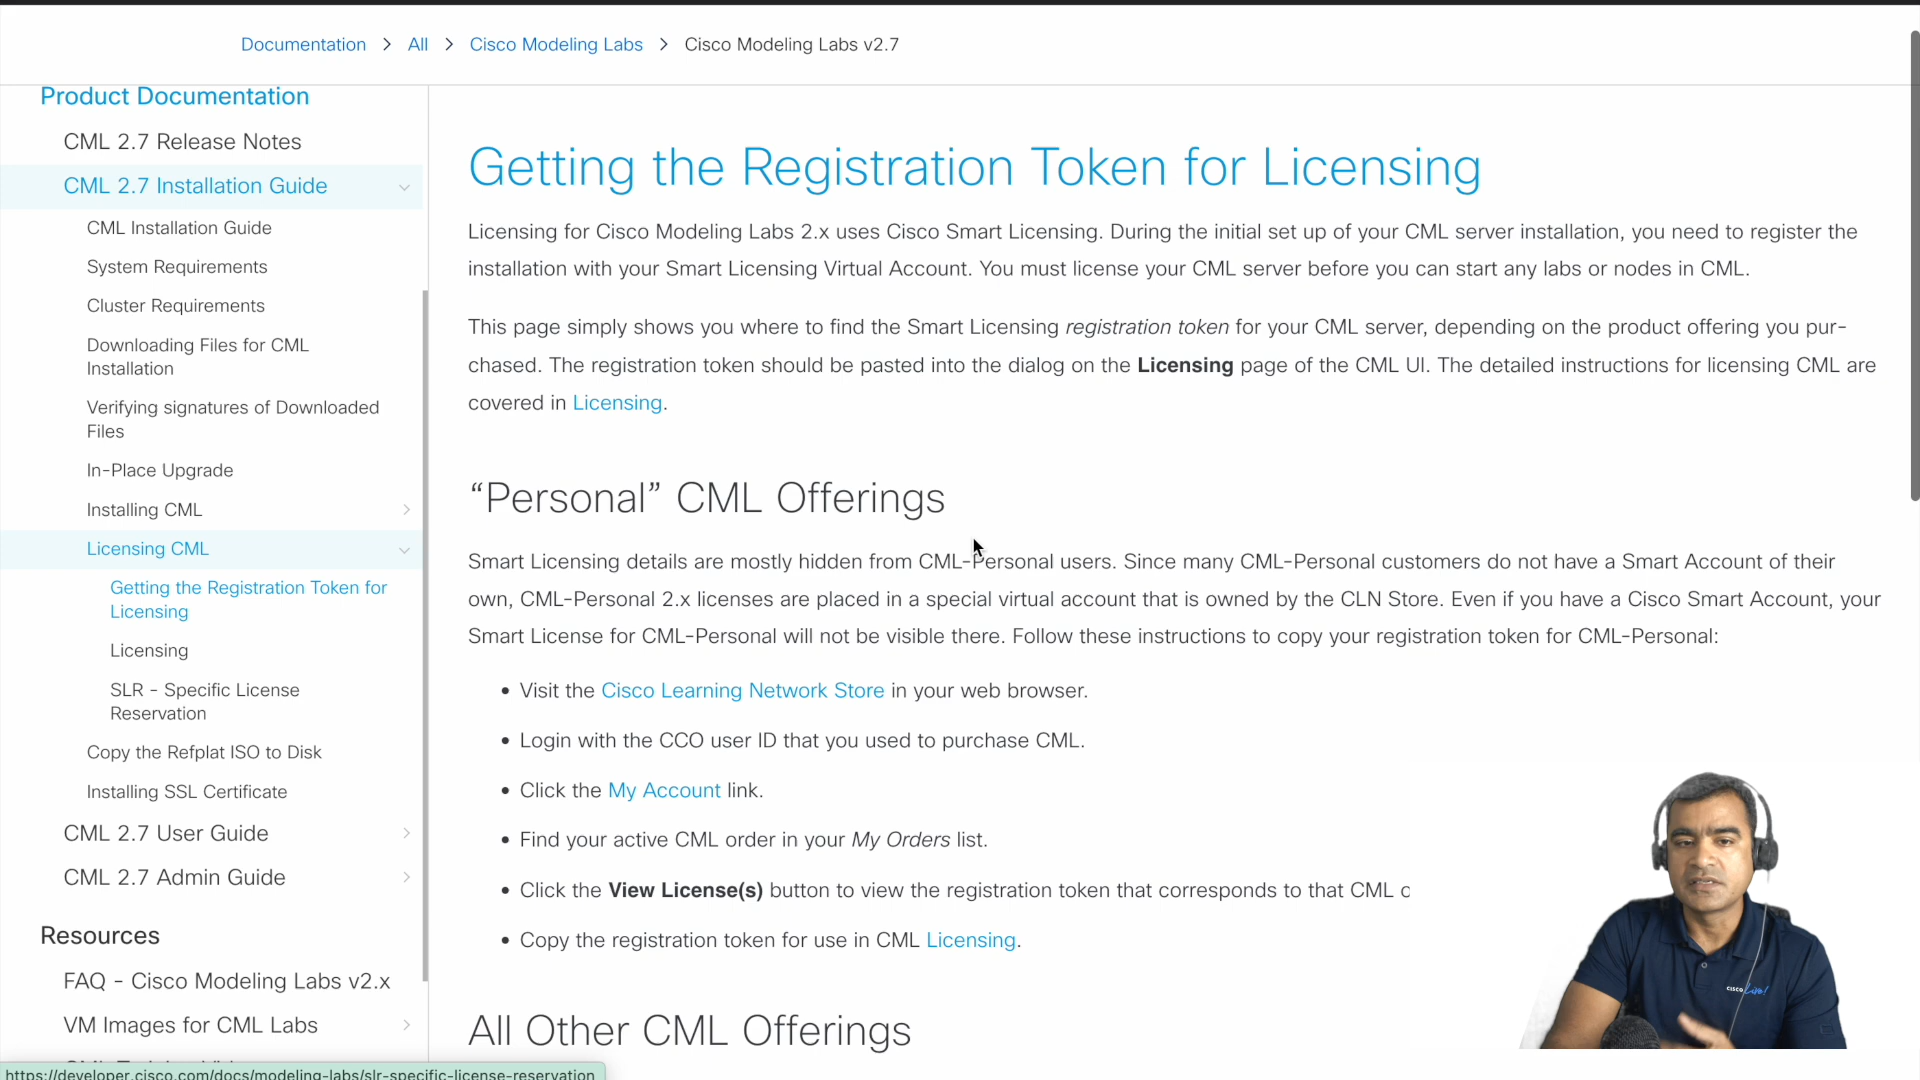 Documentation > All > Cisco Modeling Labs > Cisco Modeling Labs v2.7
Product Documentation
CML 2.7 Release Notes
CML 2.7 Installation Guide
CML Installation Guide
System Requirements
Cluster Requirements
Downloading Files for CML
Installation
Verifying signatures of Downloaded
Files
In-Place Upgrade
Installing CML
Licensing CML
Getting the Registration Token for
Licensing
Licensing
SLR - Specific License
Reservation
Copy the Refplat ISO to Disk
Installing SSL Certificate
CML 2.7 User Guide
CML 2.7 Admin Guide
Resources
FAQ - Cisco Modeling Labs v2.x
VM Images for CML Labs
https://developer.cisco.com/docs/modeling-labs/slr-specific-license-reservation
Getting the Registration Token for Licensing
Licensing for Cisco Modeling Labs 2.x uses Cisco Smart Licensing. During the initial set up of your CML server installation, you need to register the
installation with your Smart Licensing Virtual Account. You must license your CML server before you can start any labs or nodes in CML.
This page simply shows you where to find the Smart Licensing registration token for your CML server, depending on the product offering you pur-
chased. The registration token should be pasted into the dialog on the Licensing page of the CML UI. The detailed instructions for licensing CML are
covered in Licensing.
“Personal” CML Offerings
Smart Licensing details are mostly hidden from CML-Personal users. Since many CML-Personal customers do not have a Smart Account of their
own, CML-Personal 2.x licenses are placed in a special virtual account that is owned by the CLN Store. Even if you have a Cisco Smart Account, your
Smart License for CML-Personal will not be visible there. Follow these instructions to copy your registration token for CML-Personal:
• Visit the Cisco Learning Network Store in your web browser.
• Login with the CCO user ID that you used to purchase CML.
• Click the My Account link.
• Find your active CML order in your My Orders list.
• Click the View License(s) button to view the registration token that corresponds to that CML
• Copy the registration token for use in CML Licensing.
All Other CML Offerings
cisco Live!